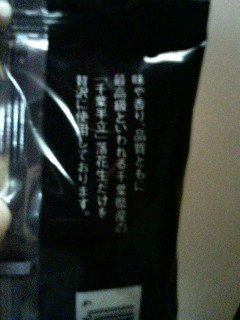 味や香り、品質ともに
最高級といわれる千葉県産の
「千葉半立」落花生だけを
贅沢に使用しております。